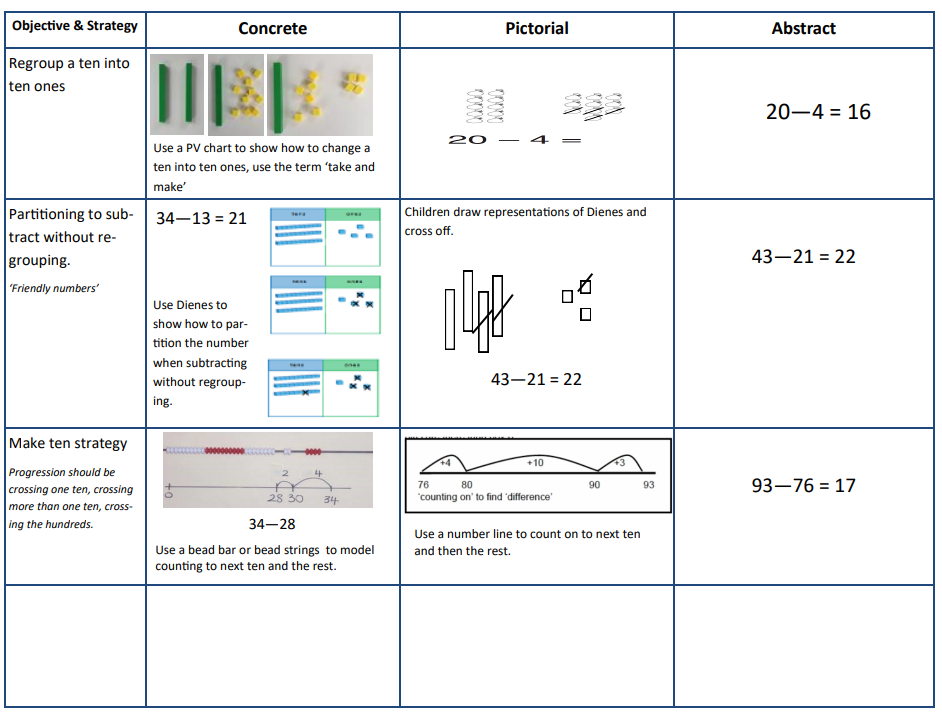 Objective & Strategy
Concrete
Pictorial
Abstract
Regroup a ten into
ten ones
Use a PV chart to show how to change a
ten into ten ones, use the term ‘take and
make’
20 — 4 =
20—4 = 16
Partitioning to sub-
tract without re-
grouping.
‘Friendly numbers’
34—13 = 21
Use Dienes to
show how to par-
tition the number
when subtracting
without regroup-
ing.
Children draw representations of Dienes and
cross off.
43—21 = 22
43—21 = 22
Make ten strategy
Progression should be
crossing one ten, crossing
more than one ten, cross-
ing the hundreds.
2 4
0 28 30 34
34—28
Use a bead bar or bead strings to model
counting to next ten and the rest.
+4 +10 +3
76 80 90 93
‘counting on’ to find ‘difference’
Use a number line to count on to next ten
and then the rest.
93—76 = 17